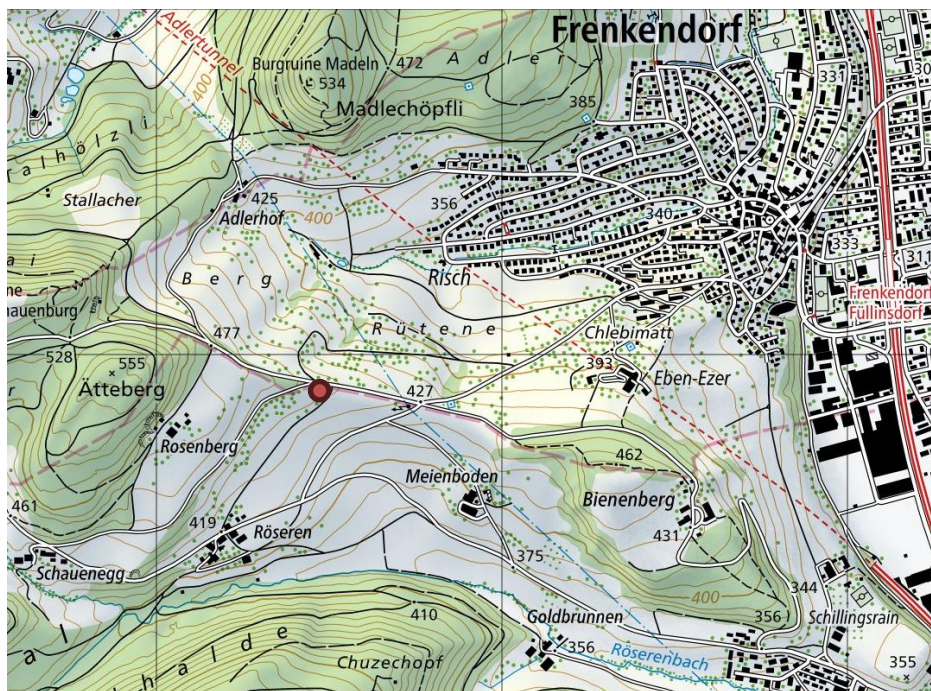 Frenkendorf
Adlertunnel
400
Burgruine Madeln
534
472
Adler
331
385
Madlechöpfli
Stallacher
425
Adlerhof
400
356
340
333
311
Risch
Berg
Frenkendorf-
Füllinsdorf
477
Rütene
Chlebimatt
528
555
393
Eben-Ezer
Ätteberg
427
Rosenberg
462
Meienboden
Bienenberg
461
419
Röseren
431
Schauenegg
375
344
400
410
Goldbrunnen
356
Schillingsrain
356
Röserenbach
355
Chuzechopf
halde